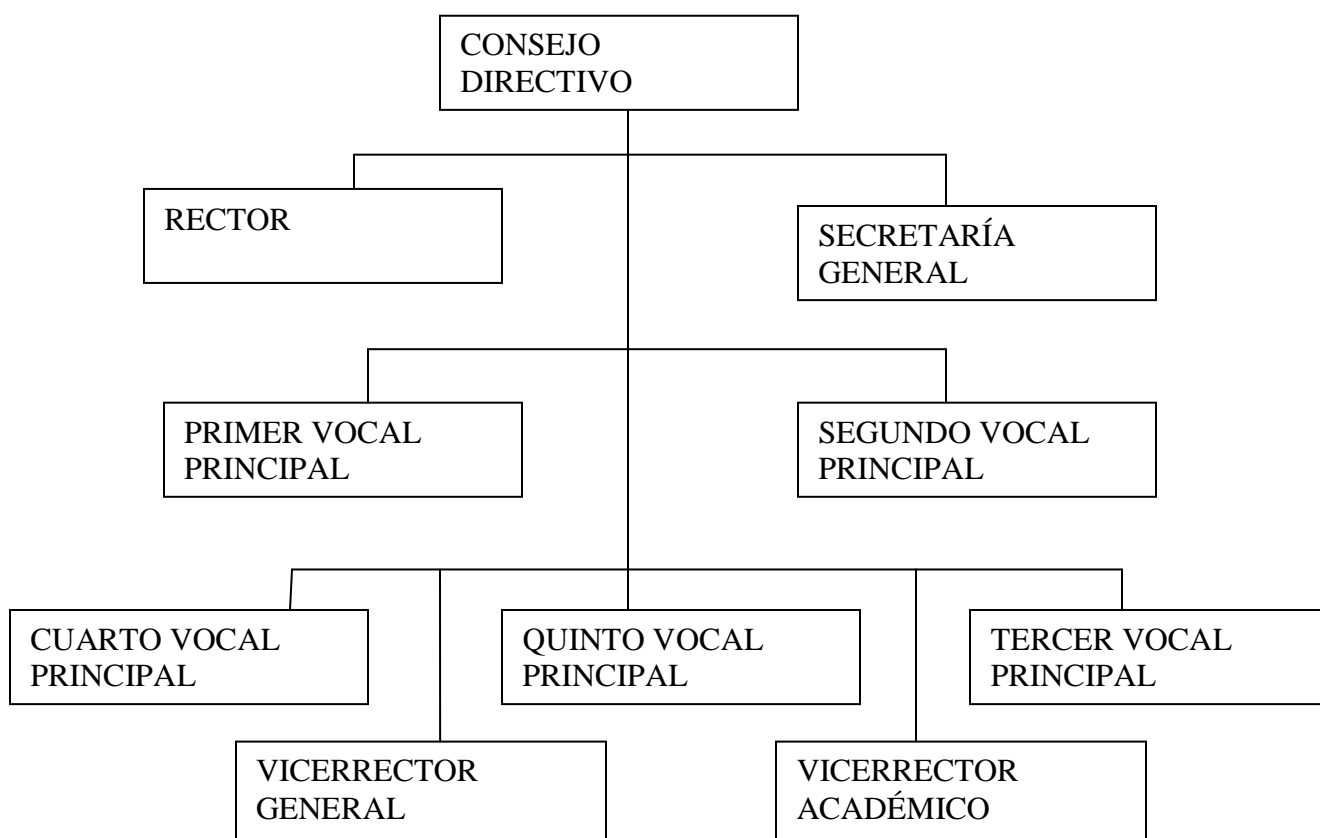 CONSEJO
DIRECTIVO
RECTOR
SECRETARÍA
GENERAL
PRIMER VOCAL
PRINCIPAL
SEGUNDO VOCAL
PRINCIPAL
CUARTO VOCAL
PRINCIPAL
QUINTO VOCAL
PRINCIPAL
TERCER VOCAL
PRINCIPAL
VICERRECTOR
GENERAL
VICERRECTOR
ACADÉMICO